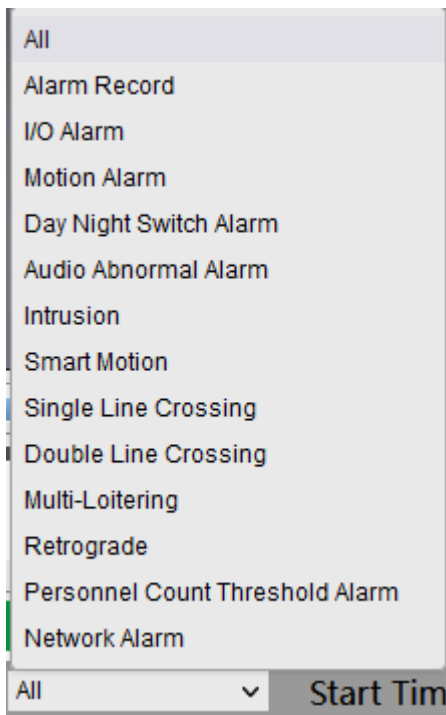 All
Alarm Record
I/O Alarm
Motion Alarm
Day Night Switch Alarm
Audio Abnormal Alarm
Intrusion
Smart Motion
Single Line Crossing
Double Line Crossing
Multi-Loitering
Retrograde
Personnel Count Threshold Alarm
Network Alarm
All Start Tim